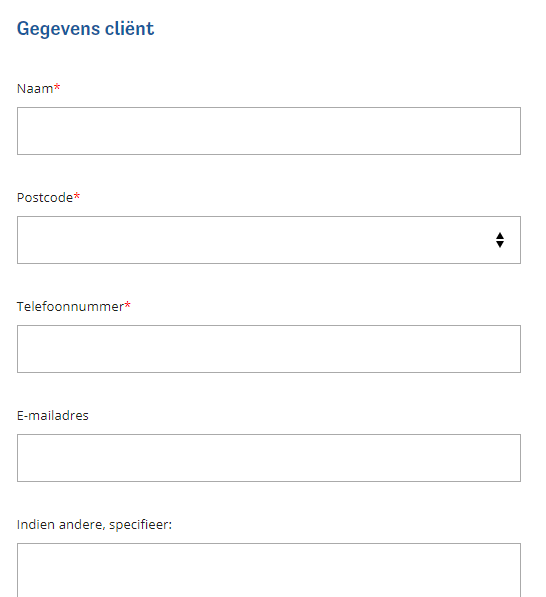 Gegevens cliënt
Naam*
Postcode*
Telefoonnummer*
E-mailadres
Indien andere, specifieer: